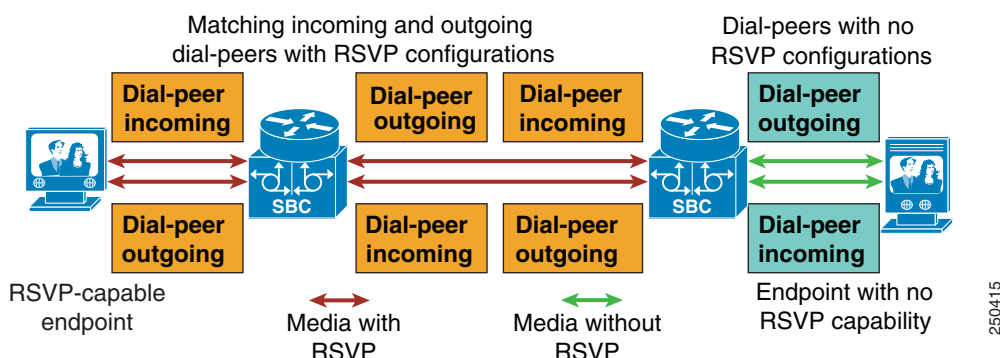 Matching incoming and outgoing
dial-peers with RSVP configurations
Dial-peers with no
RSVP configurations
Dial-peer
incoming
Dial-peer
outgoing
Dial-peer
incoming
Dial-peer
outgoing
SBC
SBC
Dial-peer
outgoing
Dial-peer
incoming
Dial-peer
outgoing
Dial-peer
incoming
RSVP-capable
endpoint
Media with
RSVP
Media without
RSVP
Endpoint with no
RSVP capability
250415